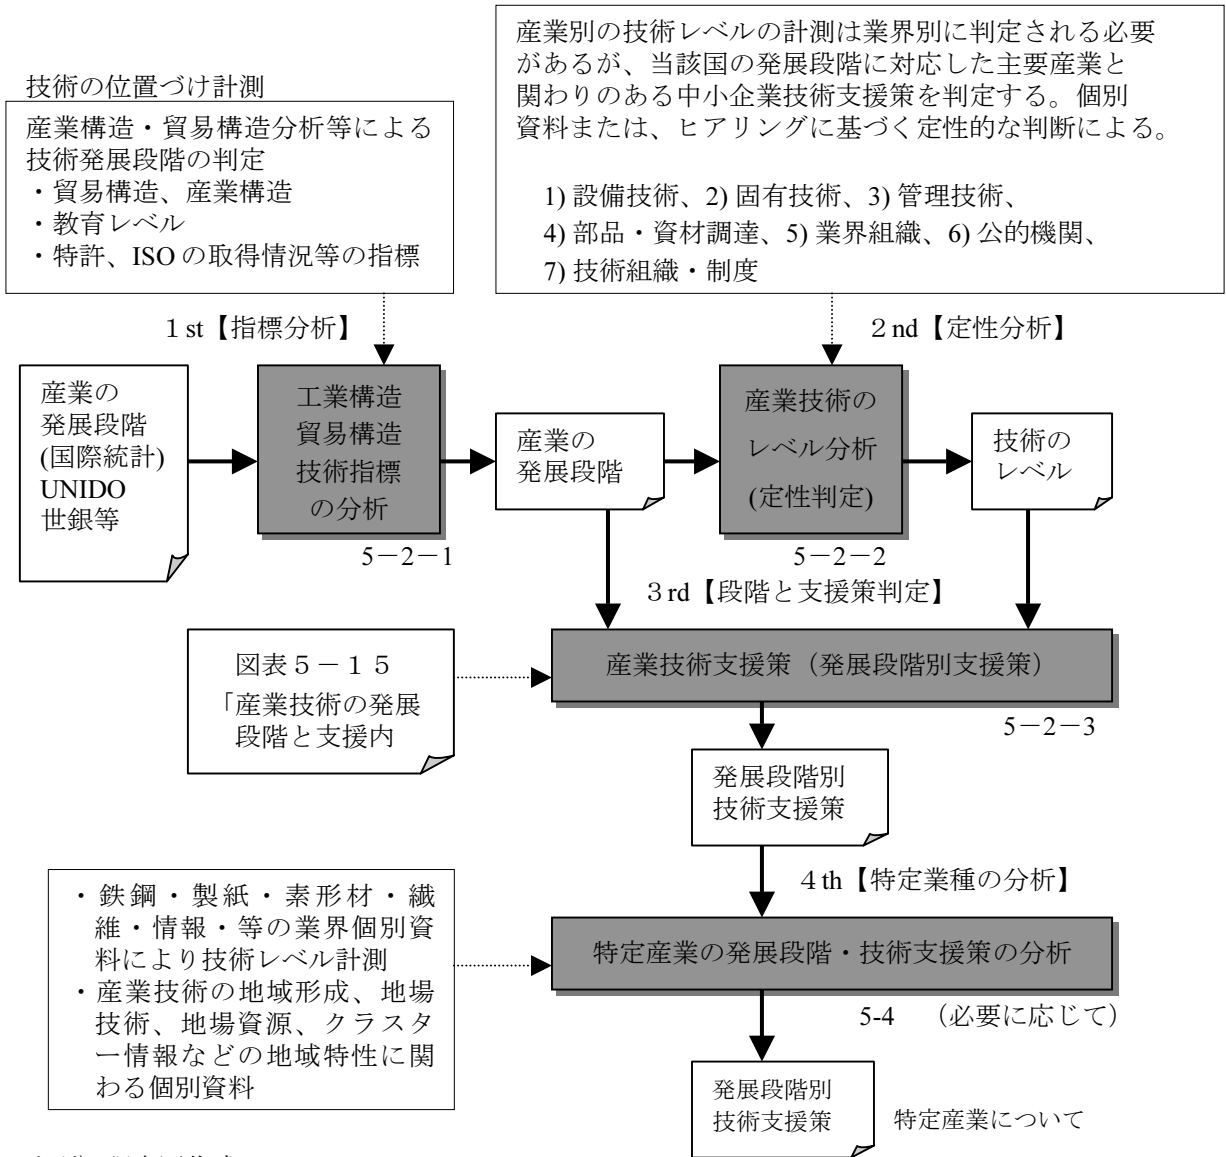 技術の位置づけ計測
産業構造・貿易構造分析等による
技術発展段階の判定
・貿易構造、産業構造
・教育レベル
・特許、ISOの取得情況等の指標
産業別の技術レベルの計測は業界別に判定される必要
があるが、当該国の発展段階に対応した主要産業と
関わりのある中小企業技術支援策を判定する。個別
資料または、ヒアリングに基づく定性的な判断による。
1) 設備技術、2) 固有技術、3) 管理技術、
4) 部品・資材調達、5) 業界組織、6) 公的機関、
7) 技術組織・制度
１st【指標分析】
２nd【定性分析】
産業の
発展段階
(国際統計)
UNIDO
世銀等
工業構造
貿易構造
技術指標
の分析
5－2－1
産業の
発展段階
産業技術の
レベル分析
(定性判定)
5－2－2
技術の
レベル
３rd【段階と支援策判定】
図表５－１５
「産業技術の発展
段階と支援内
産業技術支援策（発展段階別支援策）
5－2－3
発展段階別
技術支援策
４th【特定業種の分析】
・鉄鋼・製紙・素形材・繊
維・情報・等の業界個別資
料により技術レベル計測
・産業技術の地域形成、地場
技術、地場資源、クラスタ
ー情報などの地域特性に関
わる個別資料
特定産業の発展段階・技術支援策の分析
5-4　（必要に応じて）
発展段階別
技術支援策
特定産業について